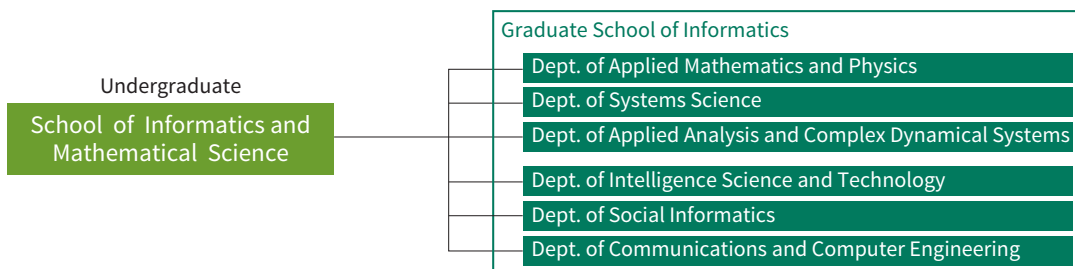 Graduate School of Informatics
Dept. of Applied Mathematics and Physics
Undergraduate
Dept. of Systems Science
School of Informatics and
Mathematical Science
Dept. of Applied Analysis and Complex Dynamical Systems
Dept. of Intelligence Science and Technology
Dept. of Social Informatics
Dept. of Communications and Computer Engineering